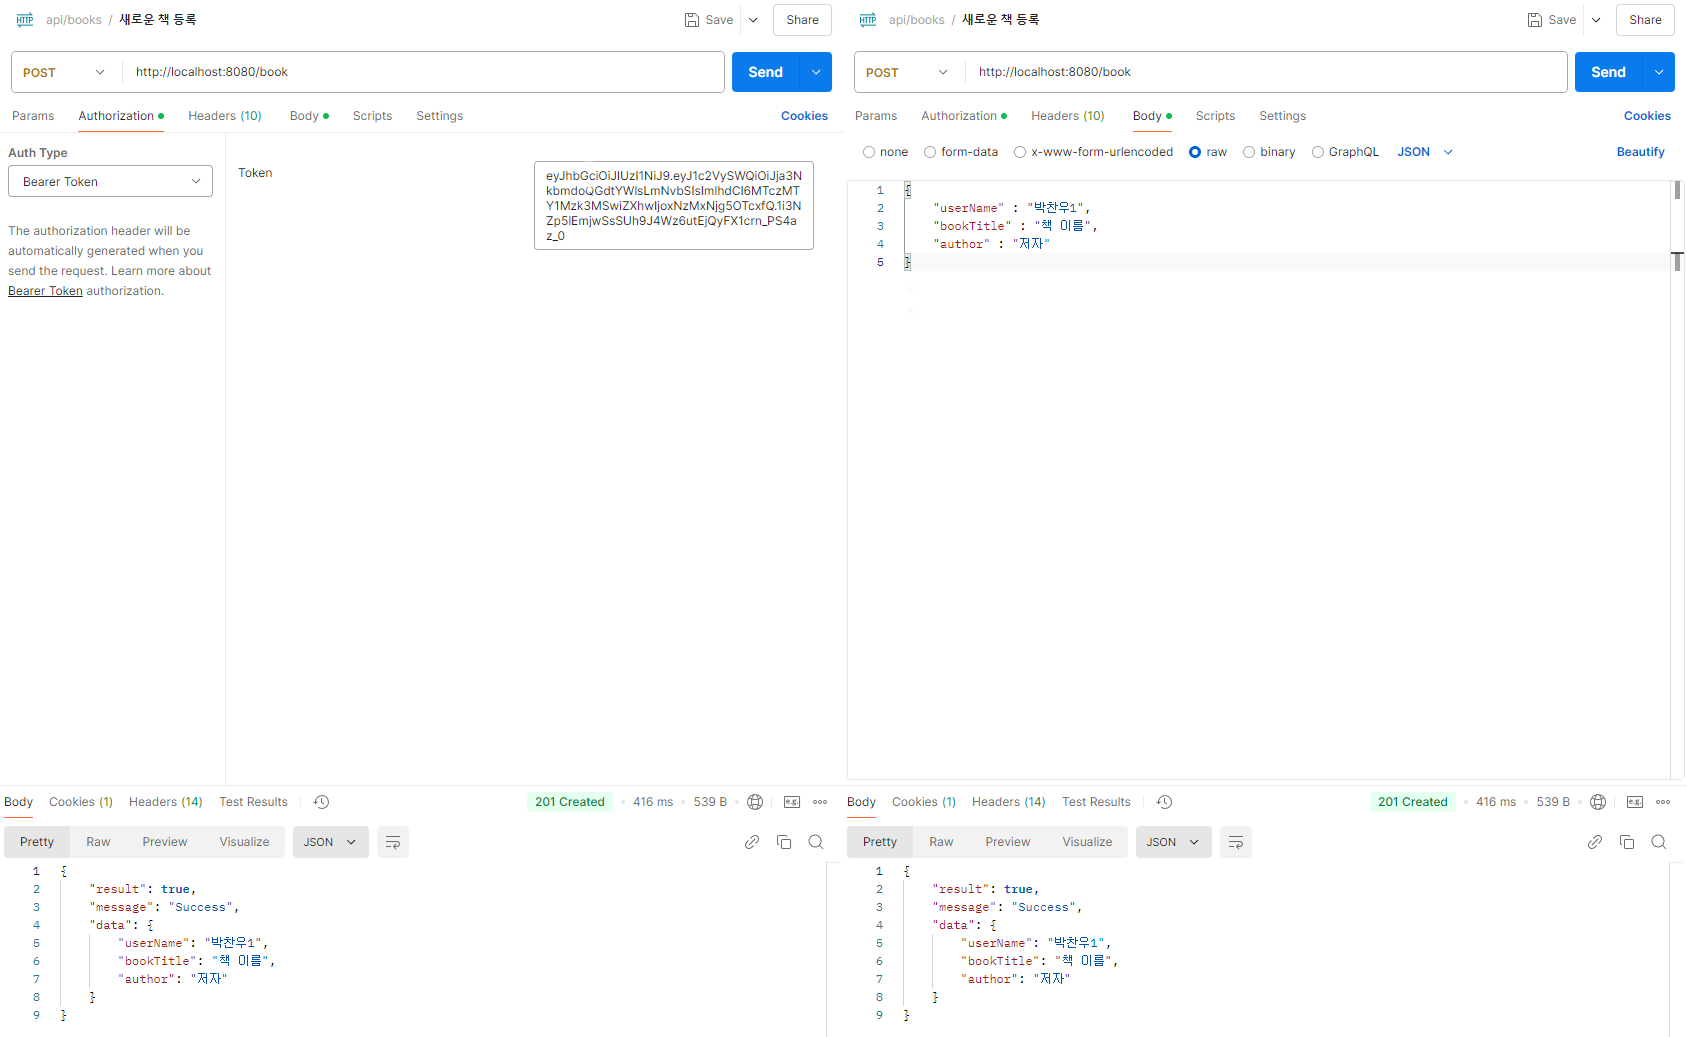 HTTP api/books / 새로운 책 등록 Save Share
POST http://localhost:8080/book Send
Params Authorization Headers (10) Body Scripts Settings Cookies
Auth Type
Bearer Token
The authorization header will be
automatically generated when you
send the request. Learn more about
Bearer Token authorization.
Token
eyJhbGciOiJIUzI1NiJ9.eyJ1c2VySWQiOiJja3N
kbmdoQGdtYWlsLmNvbSIsImlhdCI6MTczMT
Y1Mzk3MSwiZXhwIjoxNzMxNjg5OTcxfQ.1i3N
Zp5lEmjwSsSUh9J4Wz6utEjQyFX1crn_PS4a
z_0
Body Cookies (1) Headers (14) Test Results 201 Created 416 ms 539 B e.g.
Pretty Raw Preview Visualize JSON
1 {
2 "result": true,
3 "message": "Success",
4 "data": {
5 "userName": "박찬우1",
6 "bookTitle": "책 이름",
7 "author": "저자"
8 }
9 }
HTTP api/books / 새로운 책 등록 Save Share
POST http://localhost:8080/book Send
Params Authorization Headers (10) Body Scripts Settings Cookies
none form-data x-www-form-urlencoded raw binary GraphQL JSON Beautify
1 {
2 "userName" : "박찬우1",
3 "bookTitle" : "책 이름",
4 "author" : "저자"
5 }
Body Cookies (1) Headers (14) Test Results 201 Created 416 ms 539 B e.g.
Pretty Raw Preview Visualize JSON
1 {
2 "result": true,
3 "message": "Success",
4 "data": {
5 "userName": "박찬우1",
6 "bookTitle": "책 이름",
7 "author": "저자"
8 }
9 }